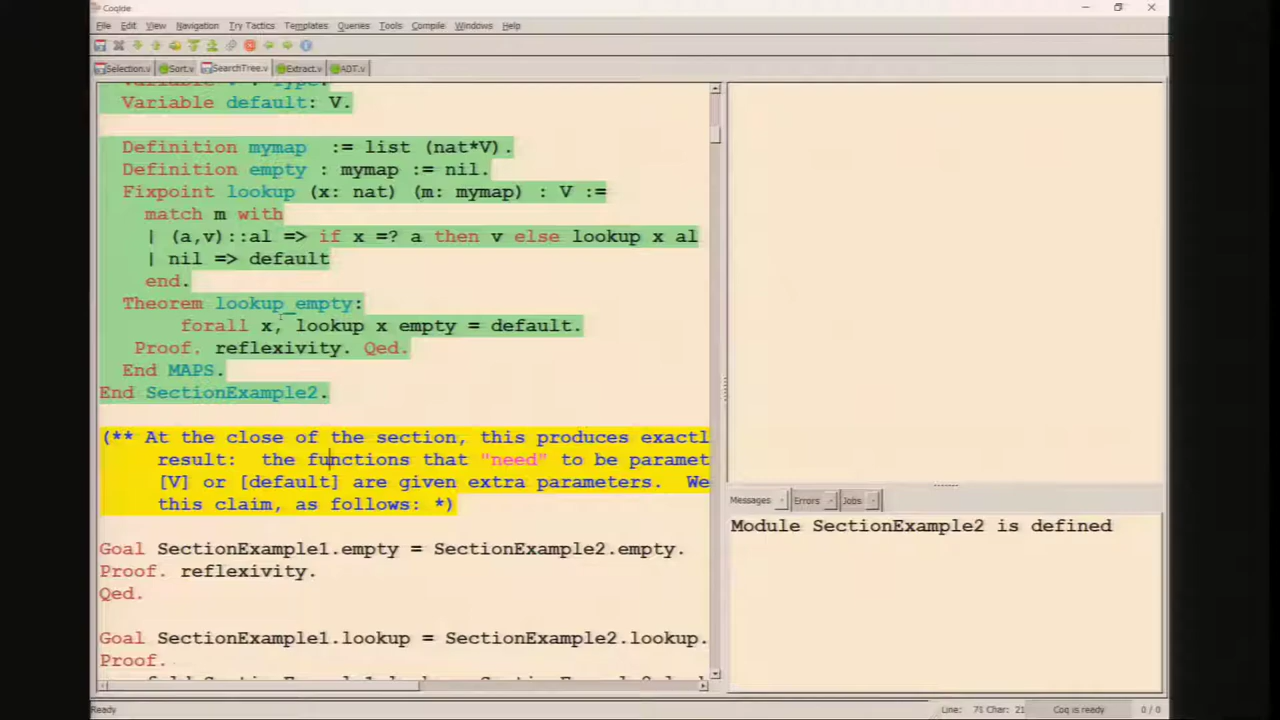 CoqIde
File Edit View Navigation Try Tactics Templates Queries Tools Compile Windows Help
Selection.v Sort.v SearchTree.v Extract.v ADT.v
Variable default: V.
Definition mymap := list (nat*V).
Definition empty : mymap := nil.
Fixpoint lookup (x: nat) (m: mymap) : V :=
match m with
| (a,v)::al => if x =? a then v else lookup x al
| nil => default
end.
Theorem lookup_empty:
forall x, lookup x empty = default.
Proof. reflexivity. Qed.
End MAPS.
End SectionExample2.
(** At the close of the section, this produces exactl
result: the functions that "need" to be paramet
[V] or [default] are given extra parameters. We
this claim, as follows: *)
Goal SectionExample1.empty = SectionExample2.empty.
Proof. reflexivity.
Qed.
Goal SectionExample1.lookup = SectionExample2.lookup.
Proof.
Messages Errors Jobs
Module SectionExample2 is defined
Ready
Line: 71 Char: 21 Coq is ready 0 / 0